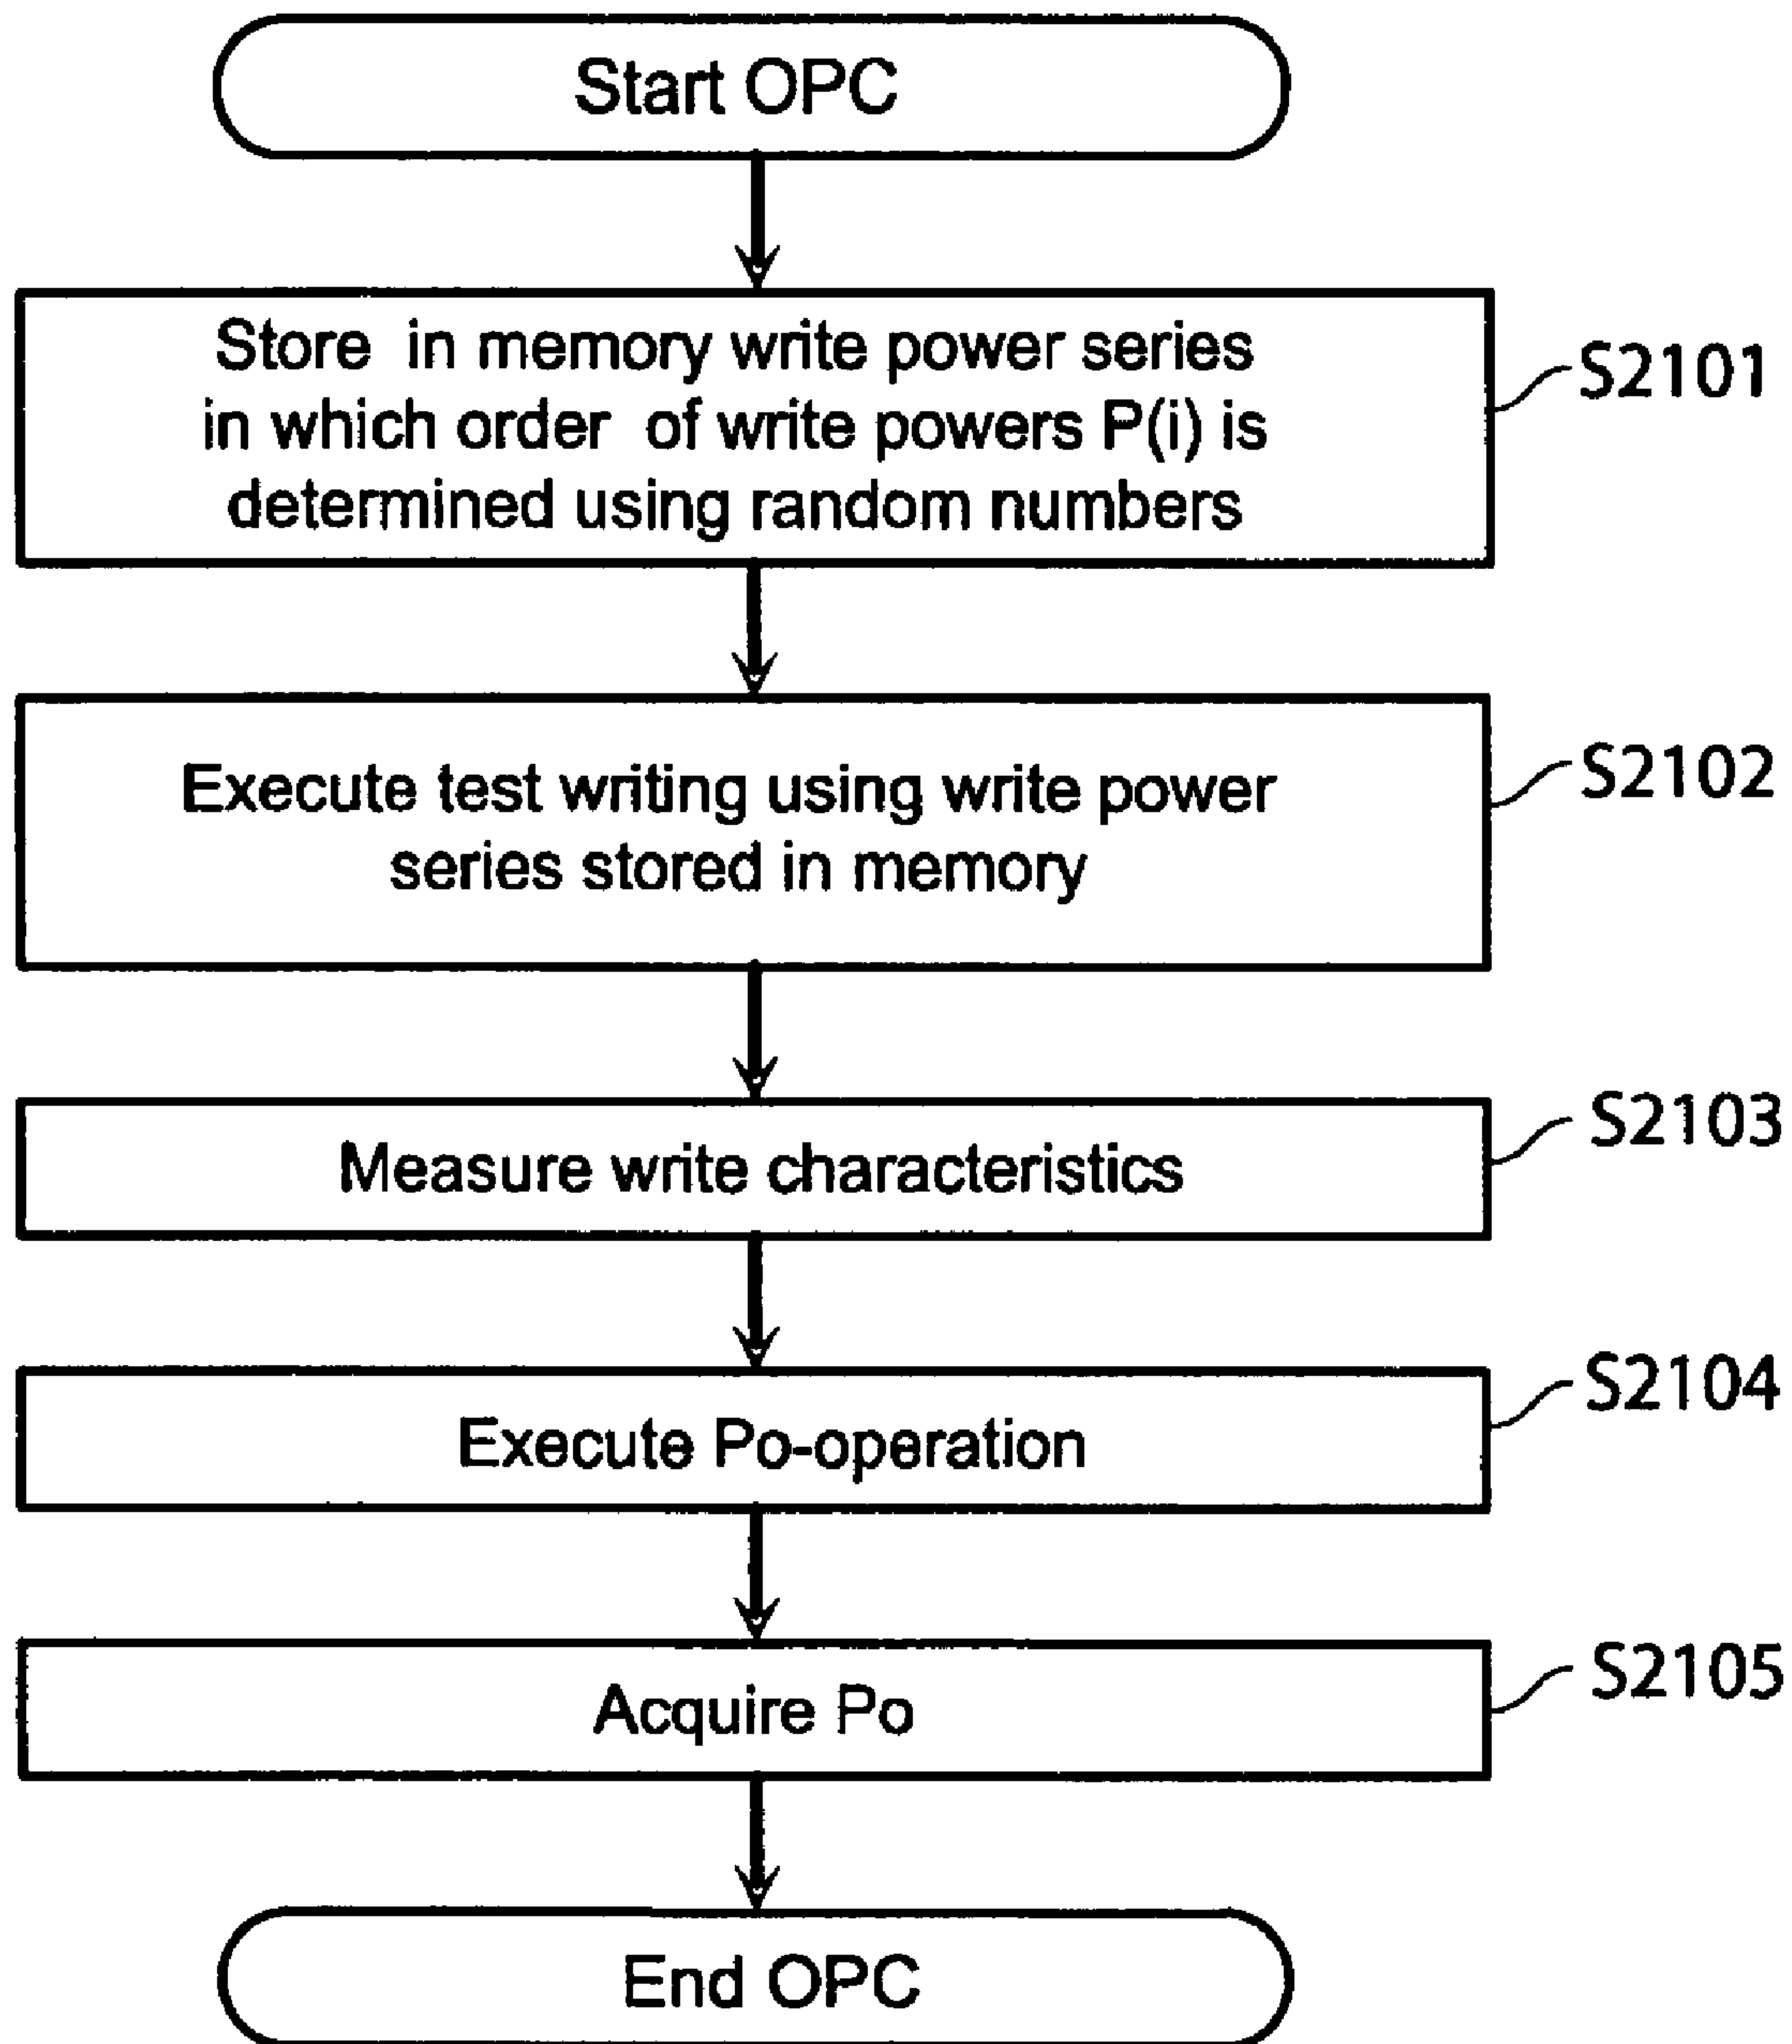 Start OPC
Store in memory write power series
in which order of write powers P(i) is
determined using random numbers
S2101
Execute test writing using write power
series stored in memory
S2102
Measure write characteristics
S2103
Execute Po-operation
S2104
Acquire Po
S2105
End OPC